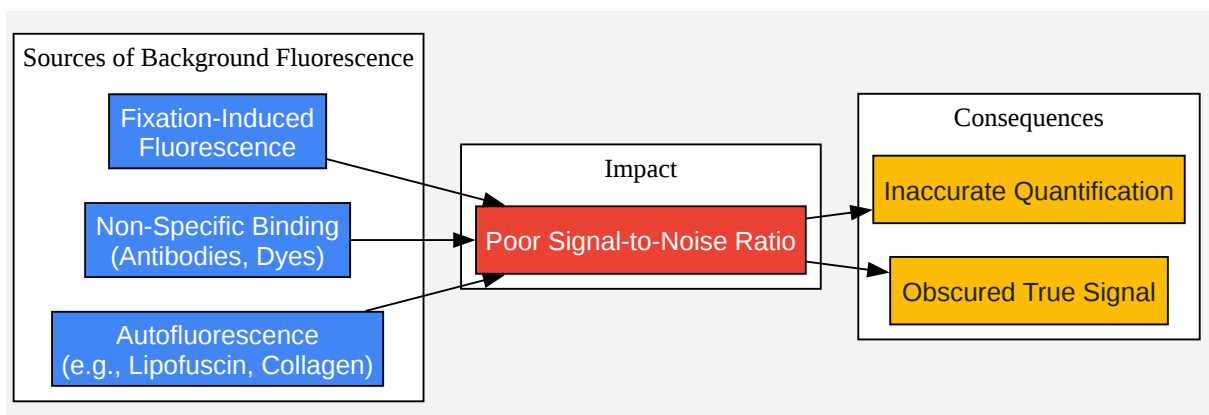 Sources of Background Fluorescence
Fixation-Induced
Fluorescence
Non-Specific Binding
(Antibodies, Dyes)
Autofluorescence
(e.g., Lipofuscin, Collagen)
Impact
Poor Signal-to-Noise Ratio
Consequences
Inaccurate Quantification
Obscured True Signal